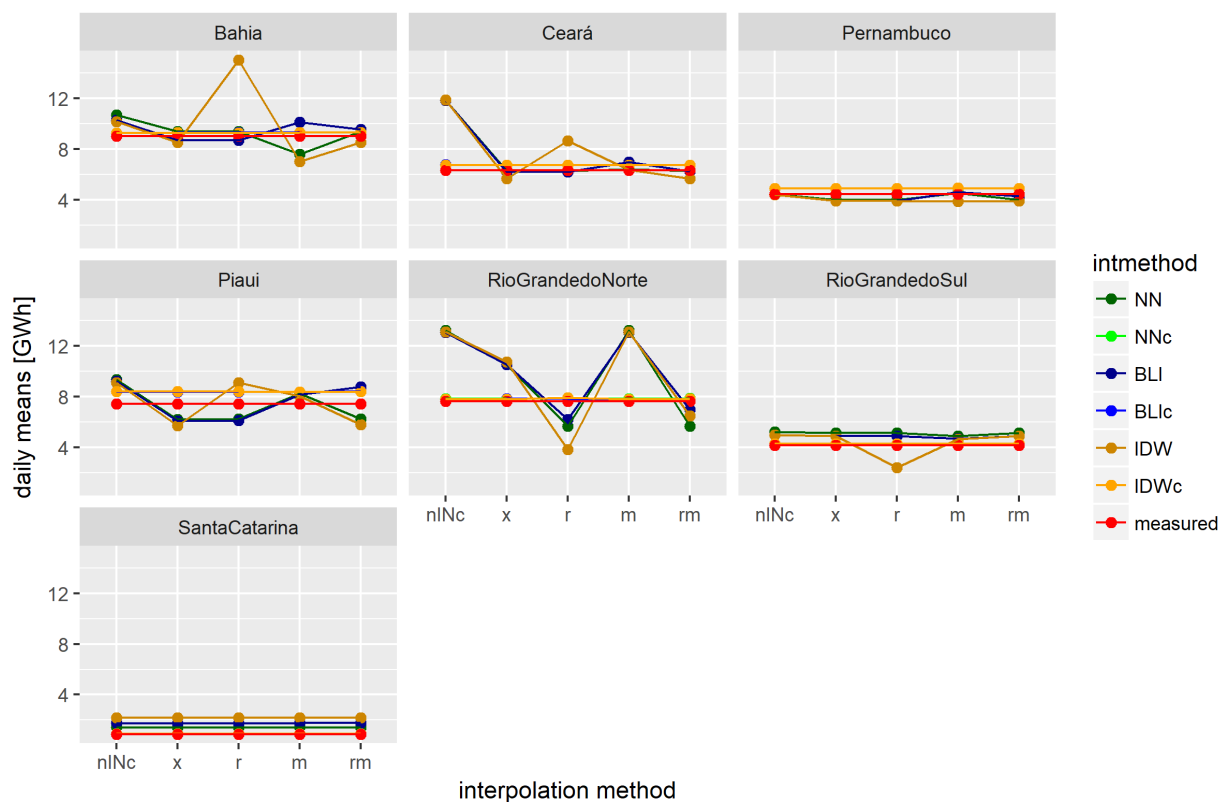 Bahia
Ceará
Pernambuco
12
8
4
Piaui
RioGrandedoNorte
RioGrandedoSul
12
8
4
nINc x r m rm
nINc x r m rm
SantaCatarina
12
8
4
nINc x r m rm
daily means [GWh]
interpolation method
intmethod
NN
NNc
BLI
BLIc
IDW
IDWc
measured